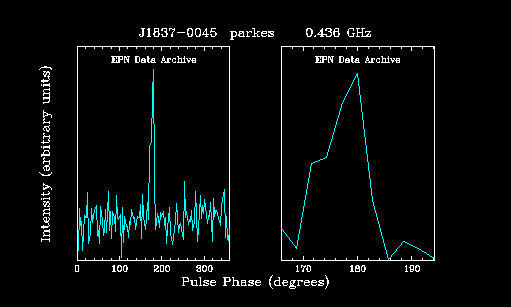 J1837-0045 parkes 0.436 GHz
EPN Data Archive
EPN Data Archive
Intensity (arbitrary units)
0 100 200 300
170 180 190
Pulse Phase (degrees)